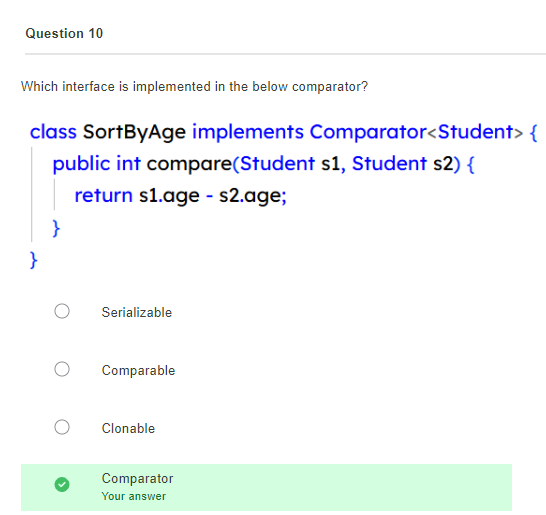 Question 10
Which interface is implemented in the below comparator?
class SortByAge implements Comparator<Student> {
public int compare(Student s1, Student s2) {
return s1.age - s2.age;
}
}
Serializable
Comparable
Clonable
Comparator
Your answer